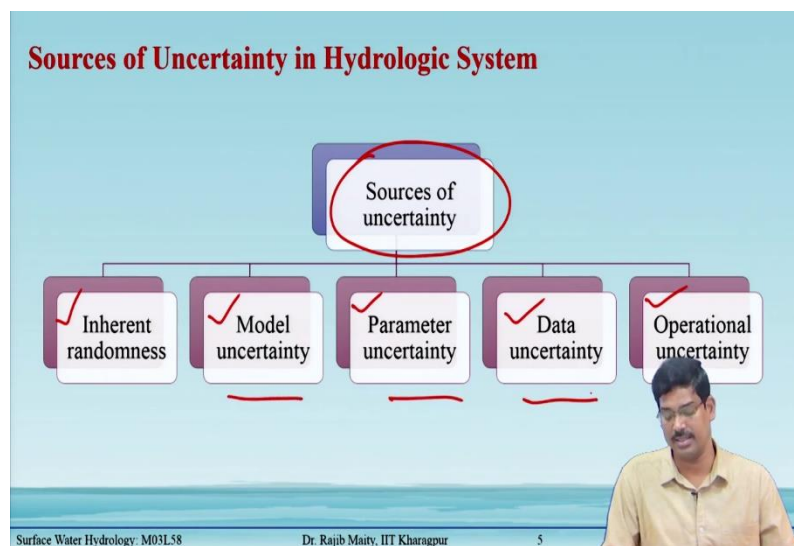 Sources of Uncertainty in Hydrologic System
Sources of
uncertainty
Inherent
randomness
Model
uncertainty
Parameter
uncertainty
Data
uncertainty
Operational
uncertainty
Surface Water Hydrology: M03L58
Dr. Rajib Maity, IIT Kharagpur
5